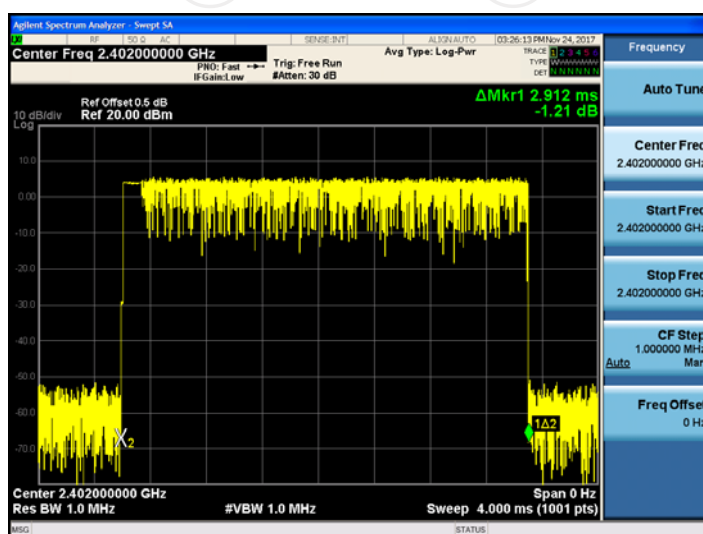 Agilent Spectrum Analyzer - Swept SA
RF 50 Ω AC SENSE:INT ALIGN AUTO 03:26:13 PM Nov 24, 2017
Center Freq 2.402000000 GHz
PNO: Fast
IFGain:Low
Trig: Free Run
#Atten: 30 dB
Avg Type: Log-Pwr
TRACE 1 2 3 4 5 6
TYPE
DET N N N N N N
Frequency
ΔMkr1 2.912 ms
-1.21 dB
Ref Offset 0.5 dB
10 dB/div Ref 20.00 dBm
Log
10.0
0.00
-10.0
-20.0
-30.0
-40.0
-50.0
-60.0
-70.0
X2
1Δ2
Center 2.402000000 GHz
Span 0 Hz
Res BW 1.0 MHz
#VBW 1.0 MHz
Sweep 4.000 ms (1001 pts)
MSG
STATUS
Auto Tune
Center Freq
2.402000000 GHz
Start Freq
2.402000000 GHz
Stop Freq
2.402000000 GHz
CF Step
1.000000 MHz
Auto Man
Freq Offset
0 Hz